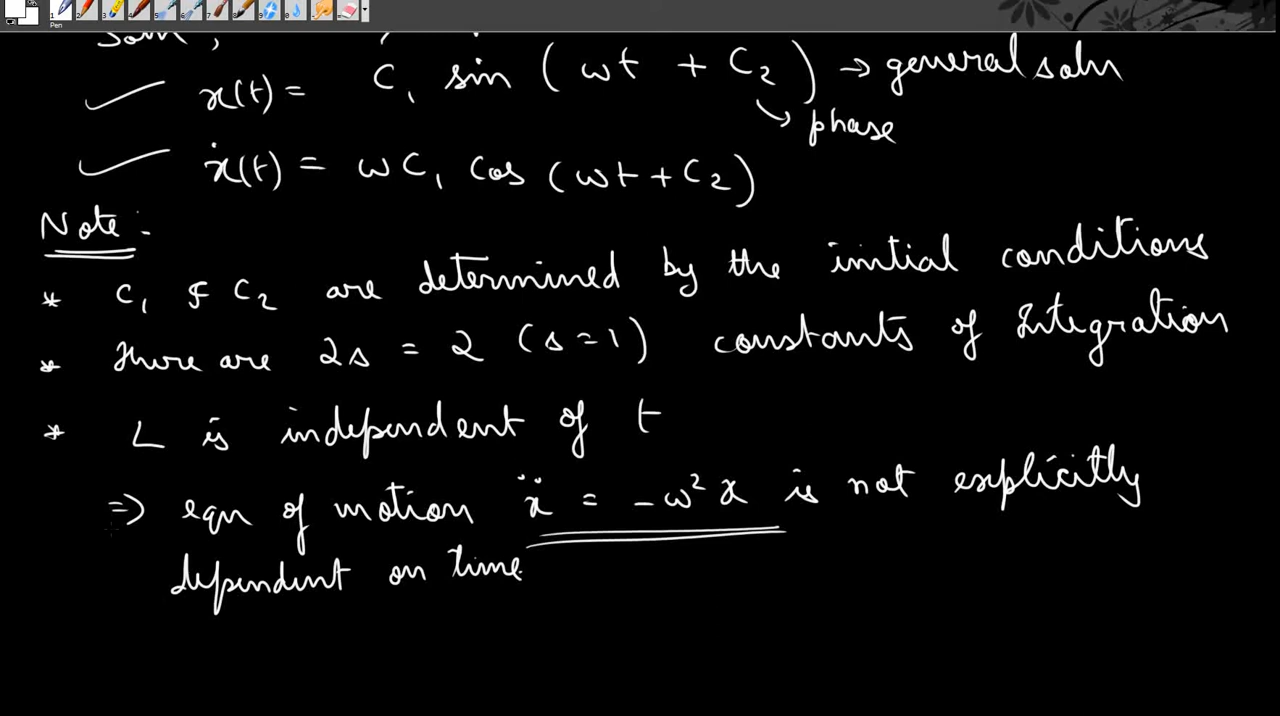 soln,
x(t) = C₁ sin (ωt + C₂) → general soln
↘ phase
ẋ(t) = ωC₁ cos (ωt + C₂)
Note:
* C₁ & C₂ are determined by the initial conditions
* There are 2s = 2 (s=1) constants of Integration
* L is independent of t
⇒ eqn of motion ẍ = -ω²x is not explicitly
dependent on time